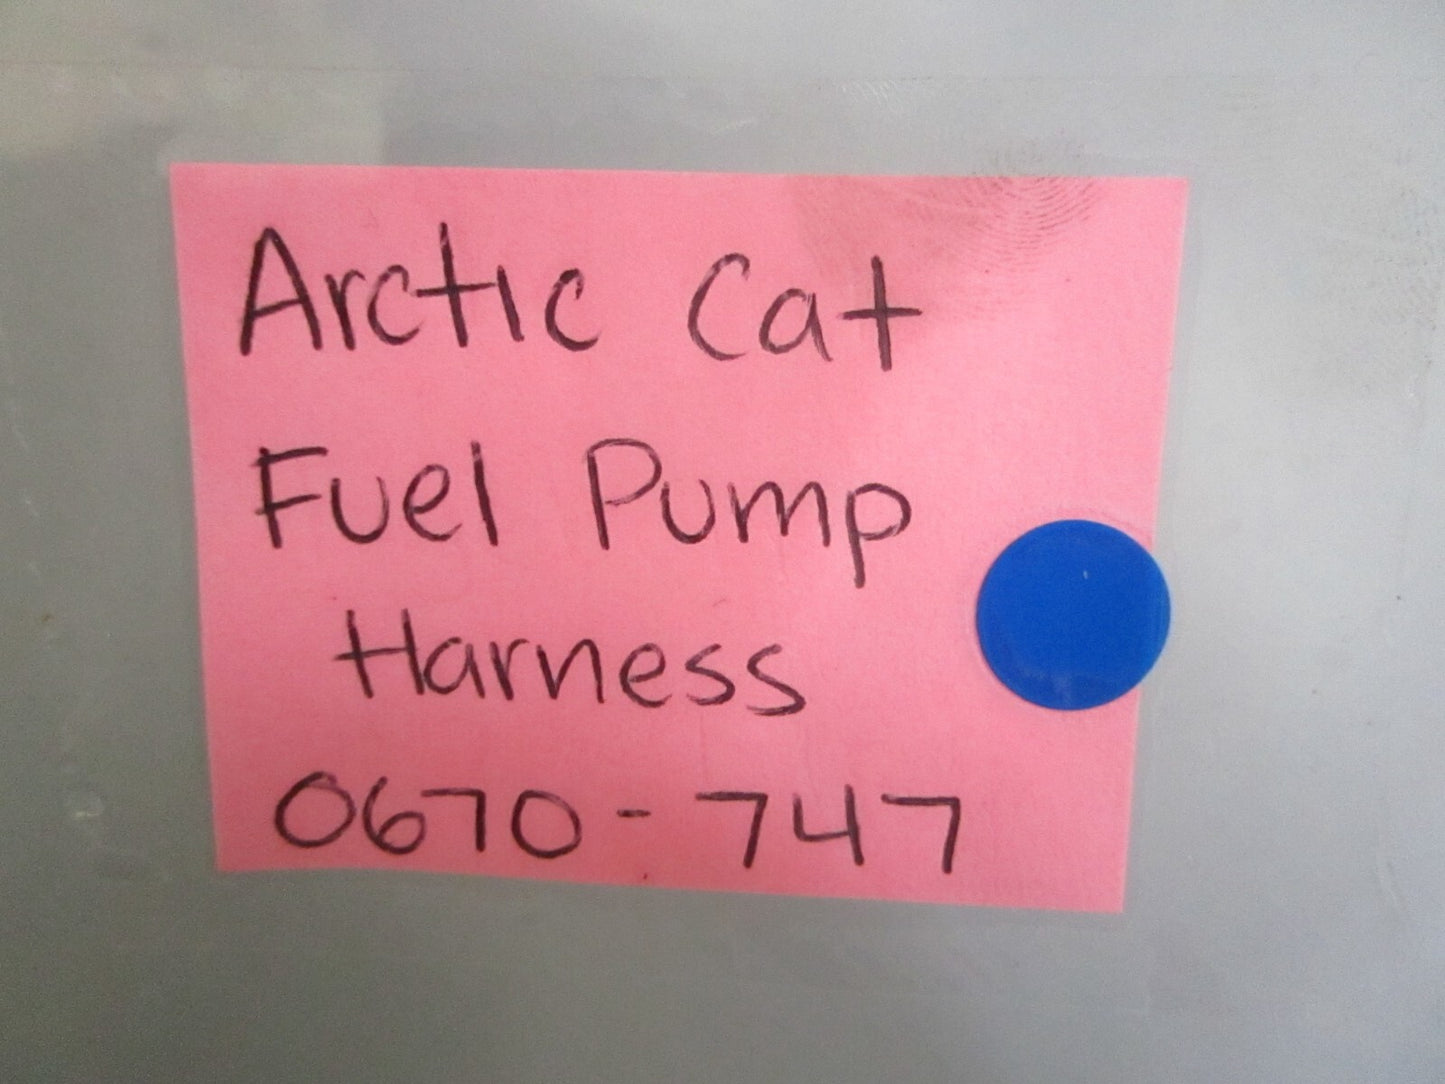 Arctic Cat
Fuel Pump
Harness
0670-747